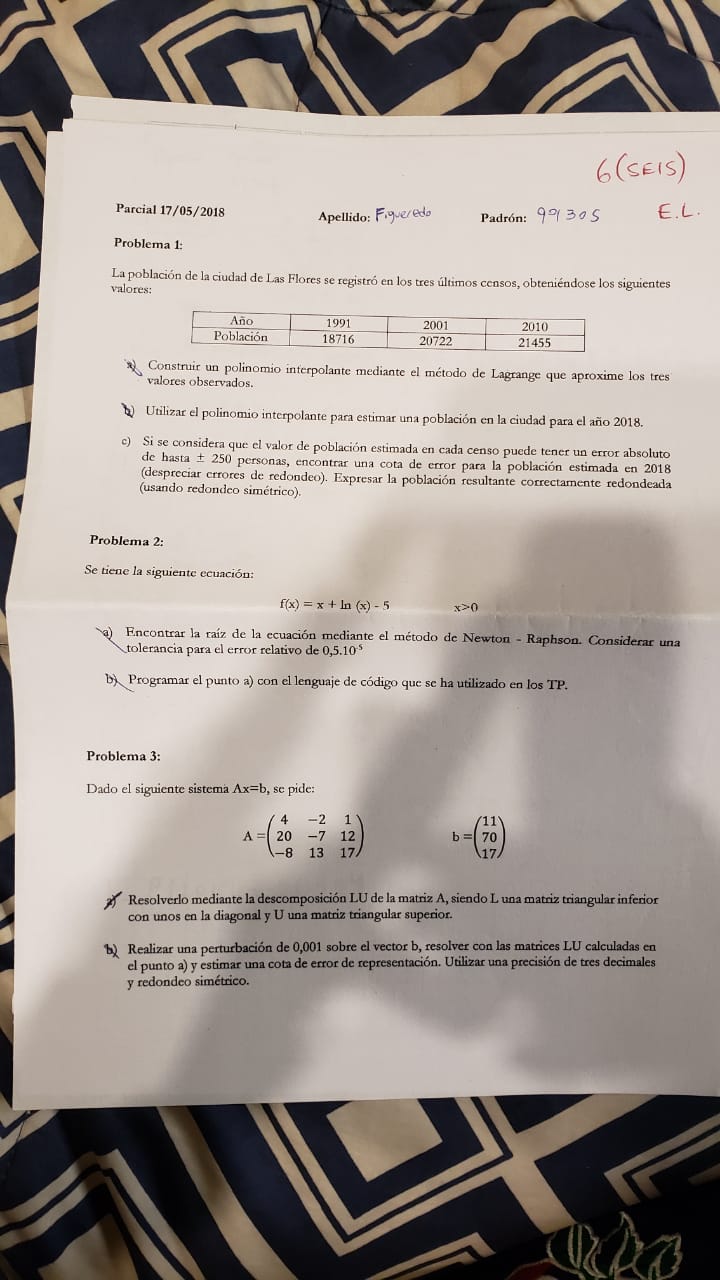 6 (SEIS)
Parcial 17/05/2018 Apellido: Figueredo Padrón: 991305 E.L.
Problema 1:
La población de la ciudad de Las Flores se registró en los tres últimos censos, obteniéndose los siguientes
valores:
Año 1991 2001 2010
Población 18716 20722 21455
a) Construir un polinomio interpolante mediante el método de Lagrange que aproxime los tres
valores observados.
b) Utilizar el polinomio interpolante para estimar una población en la ciudad para el año 2018.
c) Si se considera que el valor de población estimada en cada censo puede tener un error absoluto
de hasta ± 250 personas, encontrar una cota de error para la población estimada en 2018
(despreciar errores de redondeo). Expresar la población resultante correctamente redondeada
(usando redondeo simétrico).
Problema 2:
Se tiene la siguiente ecuación:
f(x) = x + ln (x) - 5 x>0
a) Encontrar la raíz de la ecuación mediante el método de Newton - Raphson. Considerar una
tolerancia para el error relativo de 0,5.10⁻⁵
b) Programar el punto a) con el lenguaje de código que se ha utilizado en los TP.
Problema 3:
Dado el siguiente sistema Ax=b, se pide:
4 -2 1 11
A = 20 -7 12 b = 70
-8 13 17 17
a) Resolverlo mediante la descomposición LU de la matriz A, siendo L una matriz triangular inferior
con unos en la diagonal y U una matriz triangular superior.
b) Realizar una perturbación de 0,001 sobre el vector b, resolver con las matrices LU calculadas en
el punto a) y estimar una cota de error de representación. Utilizar una precisión de tres decimales
y redondeo simétrico.